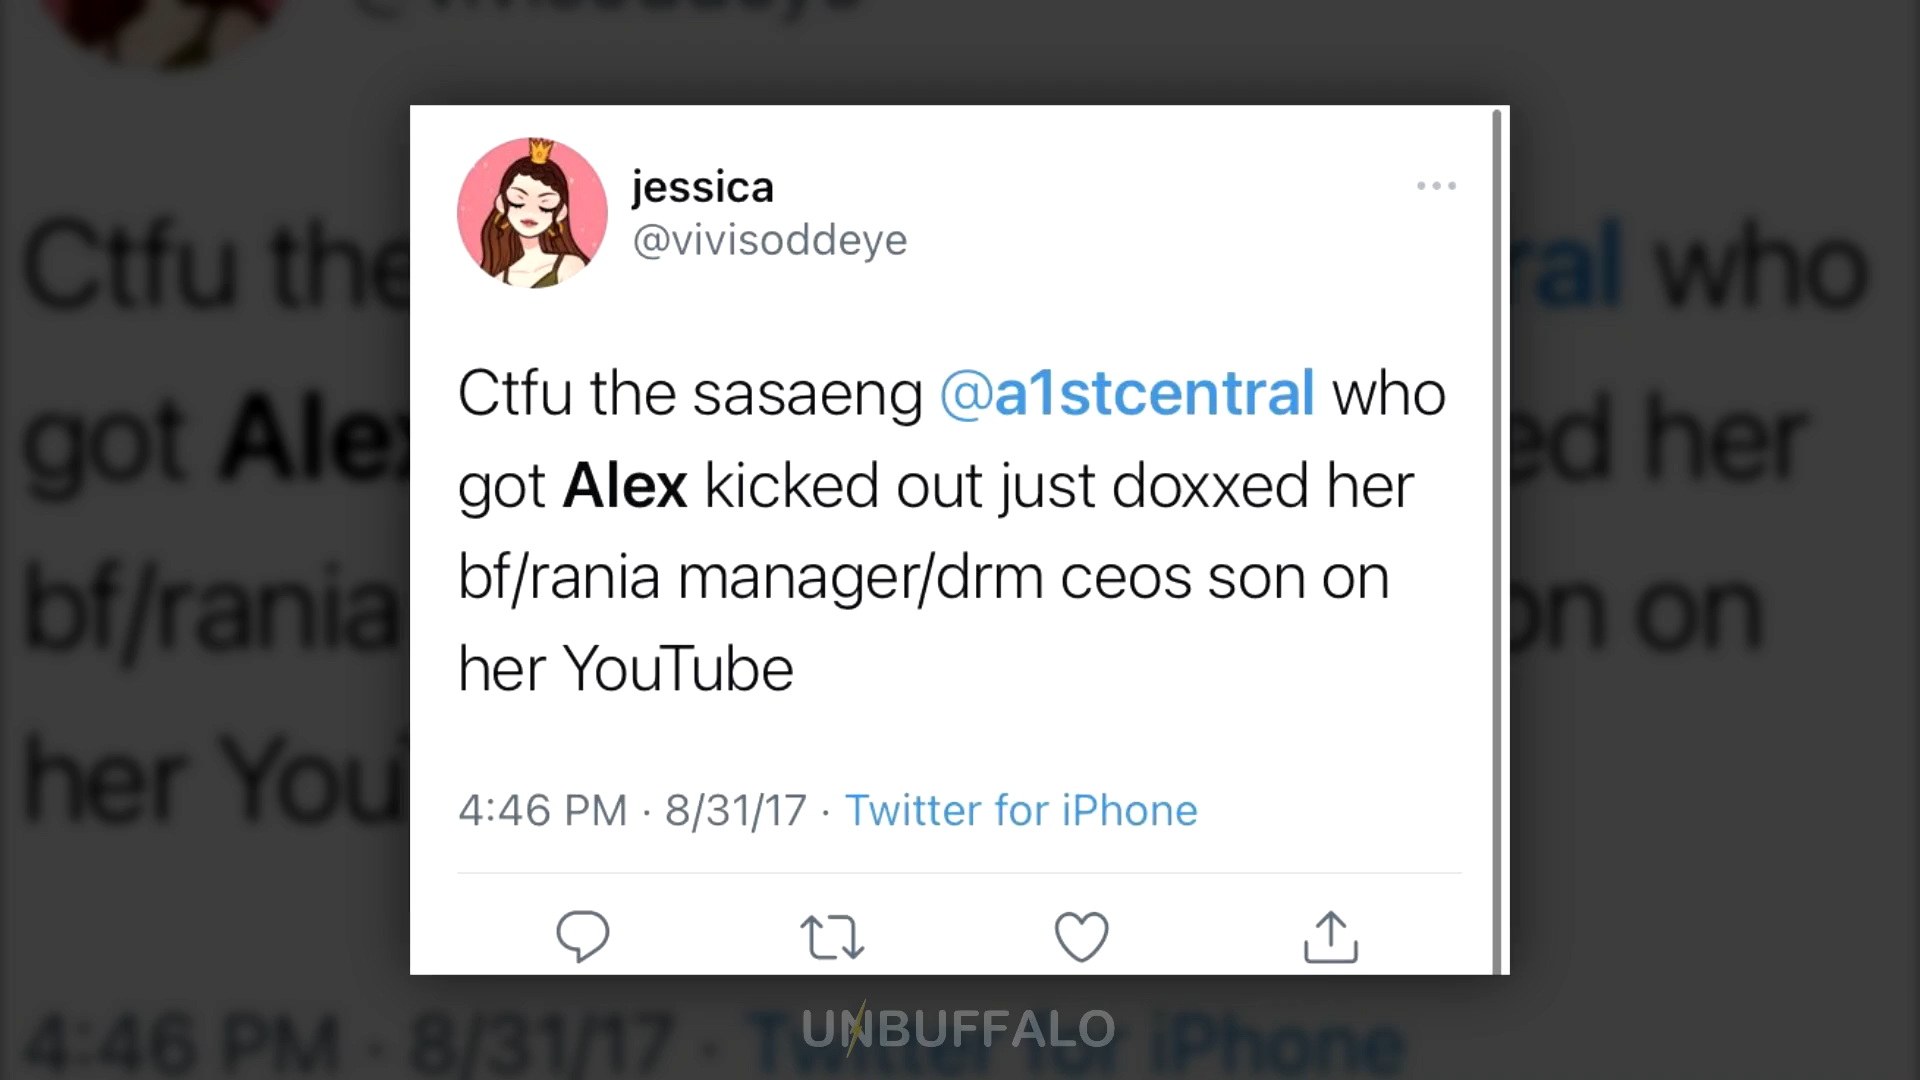 jessica
@vivisoddeye
Ctfu the sasaeng @a1stcentral who
got Alex kicked out just doxxed her
bf/rania manager/drm ceos son on
her YouTube
4:46 PM · 8/31/17 · Twitter for iPhone
UNBUFFALO